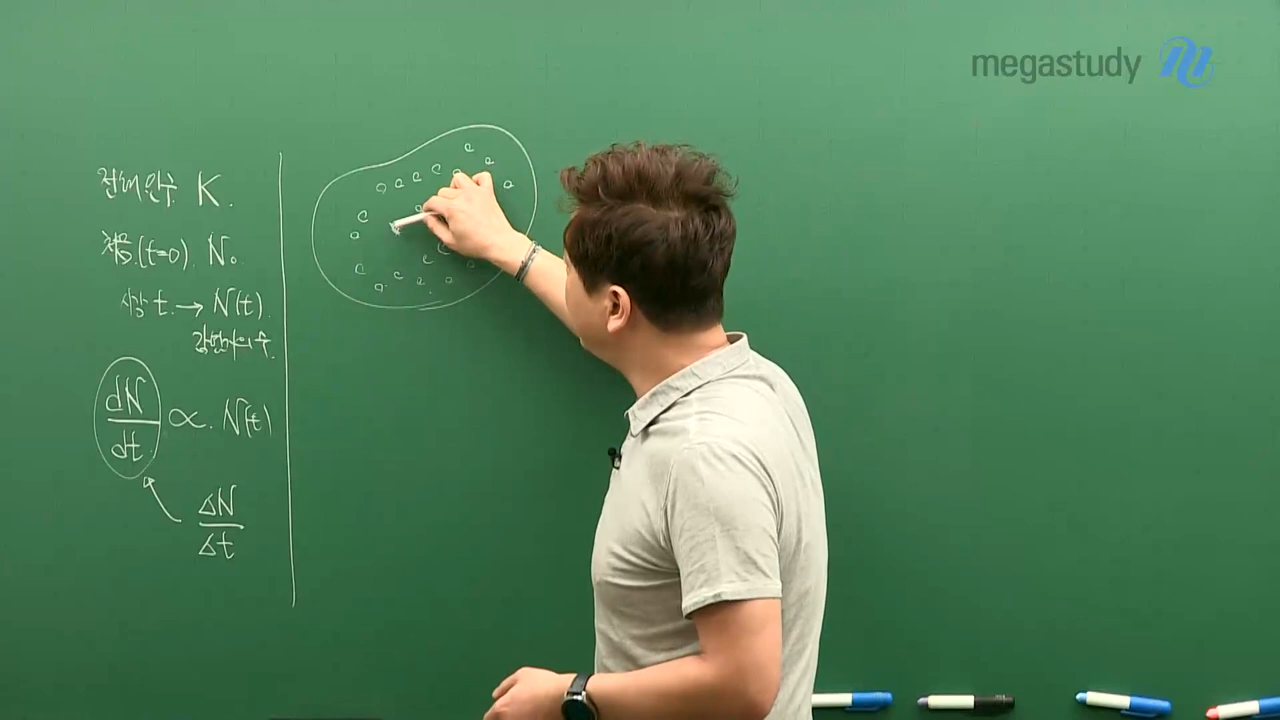 megastudy
전체인구 K.
처음.(t=0). N₀
시간 t. → N(t).
감염자의 수.
dN/dt ∝. N(t)
ΔN/Δt